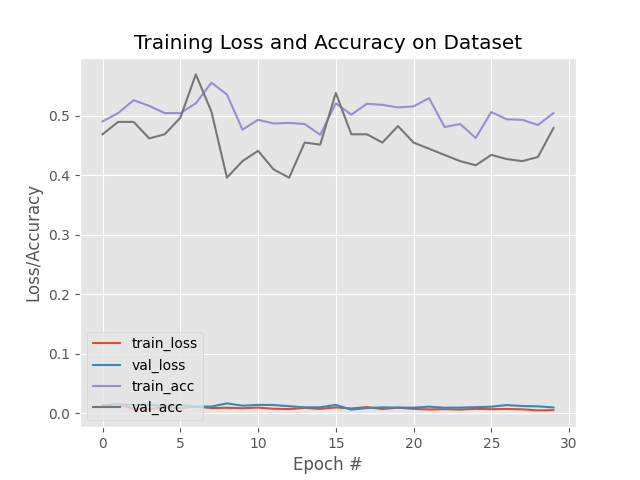 Training Loss and Accuracy on Dataset
0.5
0.4
0.3
0.2
0.1
0.0
Loss/Accuracy
train_loss
val_loss
train_acc
val_acc
0 5 10 15 20 25 30
Epoch #